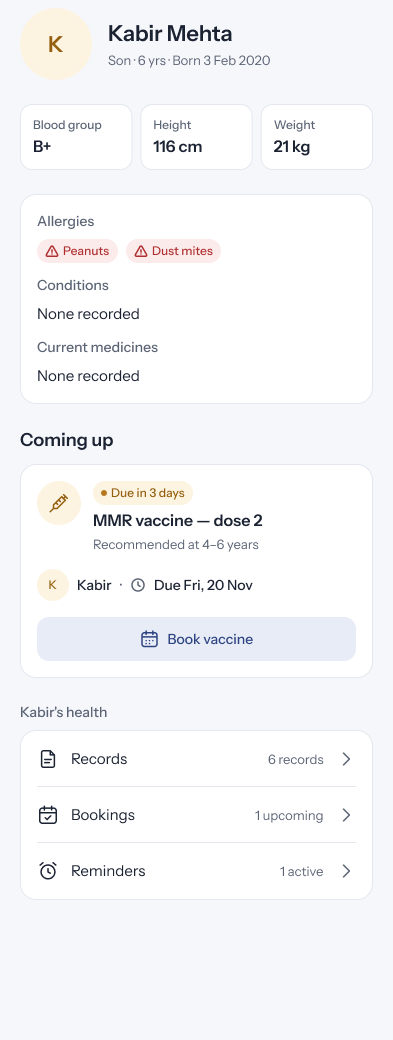 K
Kabir Mehta
Son · 6 yrs · Born 3 Feb 2020
Blood group
B+
Height
116 cm
Weight
21 kg
Allergies
Peanuts
Dust mites
Conditions
None recorded
Current medicines
None recorded
Coming up
Due in 3 days
MMR vaccine — dose 2
Recommended at 4–6 years
K Kabir · Due Fri, 20 Nov
Book vaccine
Kabir's health
Records 6 records
Bookings 1 upcoming
Reminders 1 active